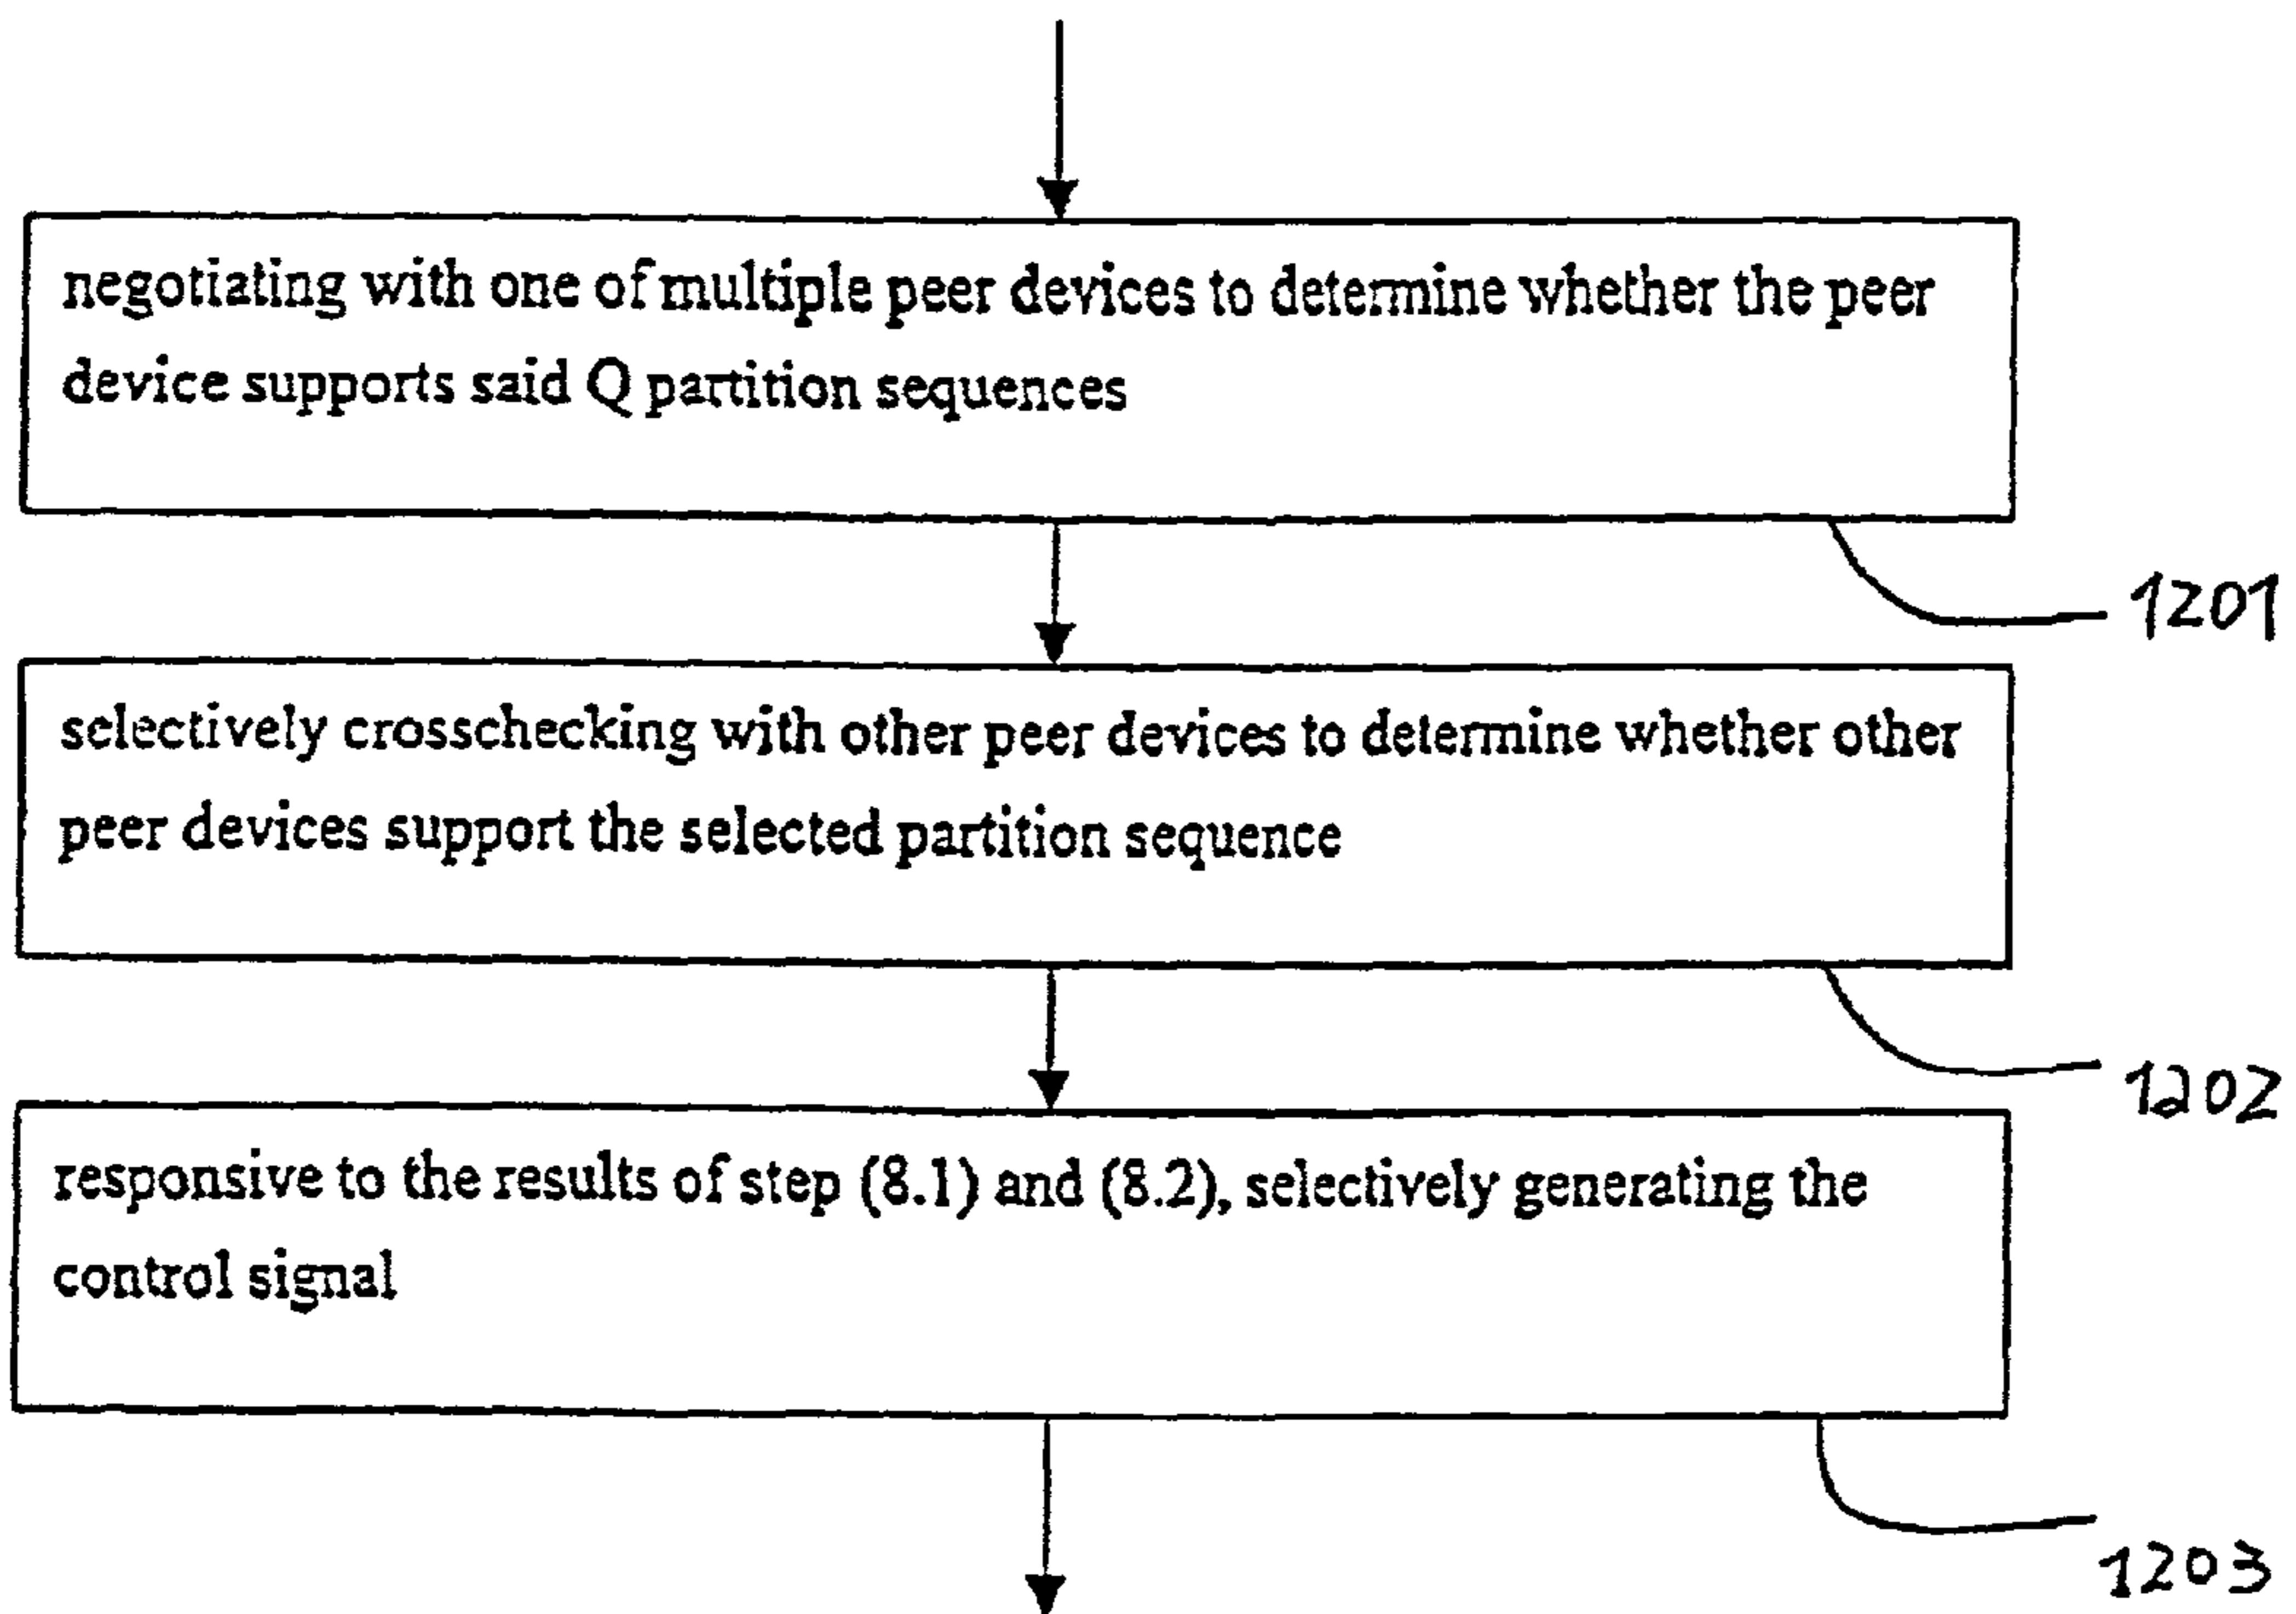 negotiating with one of multiple peer devices to determine whether the peer
device supports said Q partition sequences
1201
selectively crosschecking with other peer devices to determine whether other
peer devices support the selected partition sequence
1202
responsive to the results of step (8.1) and (8.2), selectively generating the
control signal
1203